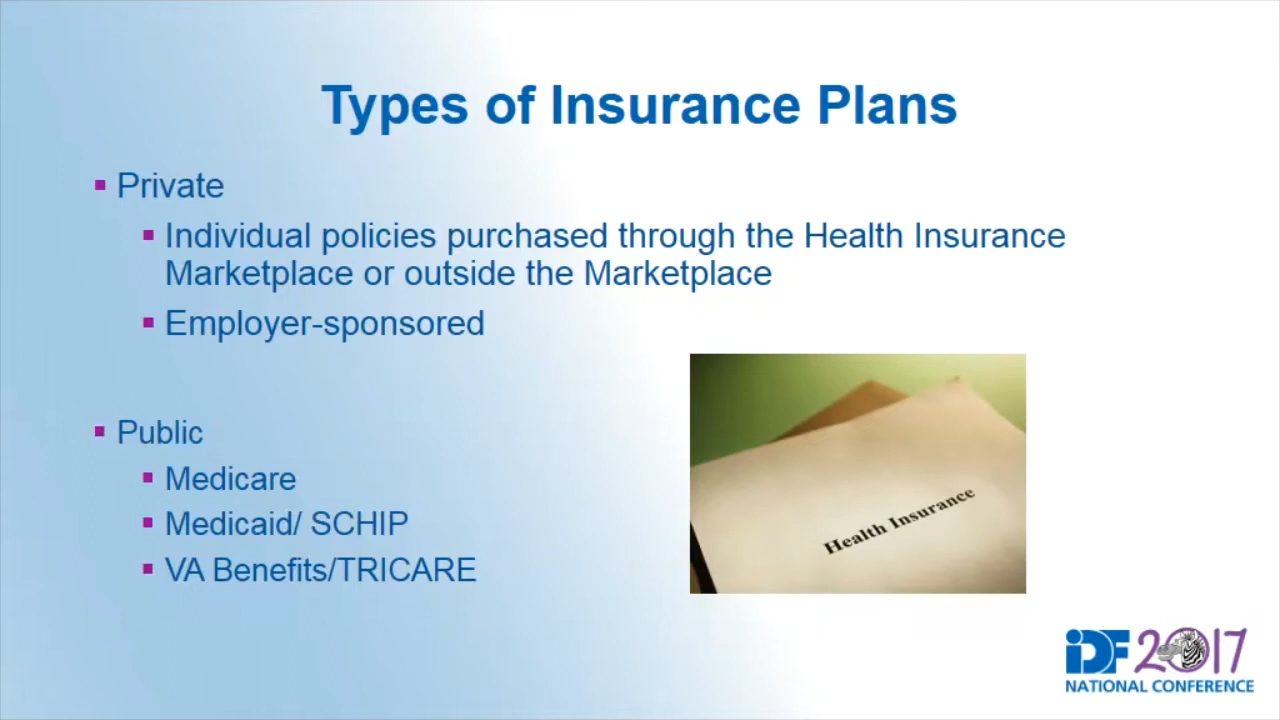 Types of Insurance Plans
Private
Individual policies purchased through the Health Insurance
Marketplace or outside the Marketplace
Employer-sponsored
Public
Medicare
Medicaid/ SCHIP
VA Benefits/TRICARE
Health Insurance
iDF 2017
NATIONAL CONFERENCE